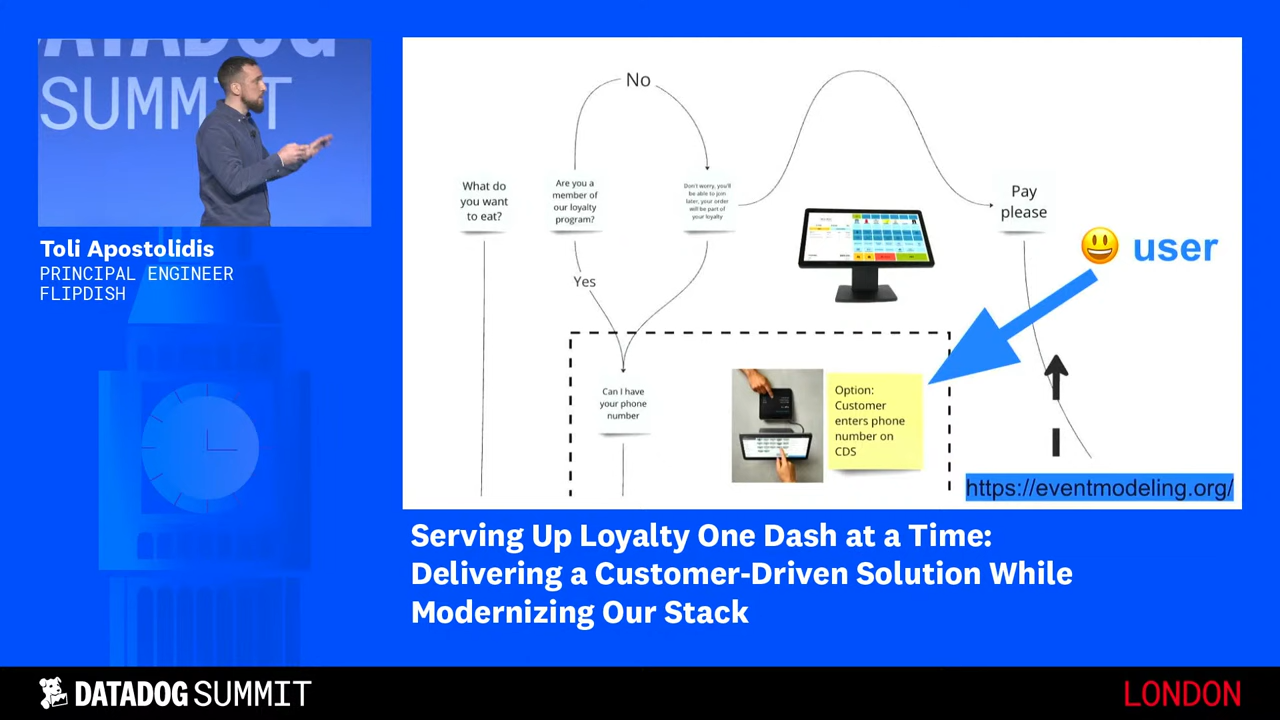 DATADOG
SUMMIT
Toli Apostolidis
PRINCIPAL ENGINEER
FLIPDISH
No
What do
you want
to eat?
Are you a
member of
our loyalty
program?
Don't worry, you'll
be able to join
later, your order
will be part of
your loyalty
Pay
please
😃 user
Yes
Can I have
your phone
number
Option:
Customer
enters phone
number on
CDS
https://eventmodeling.org/
Serving Up Loyalty One Dash at a Time:
Delivering a Customer-Driven Solution While
Modernizing Our Stack
DATADOG SUMMIT
LONDON